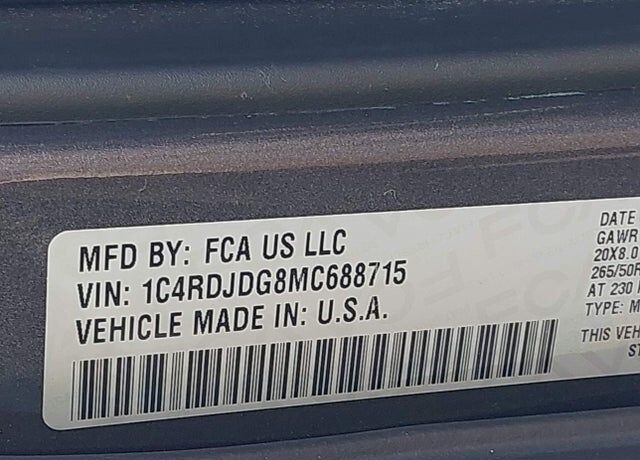 MFD BY: FCA US LLC
VIN: 1C4RDJDG8MC688715
VEHICLE MADE IN: U.S.A.
DATE
GAWR
20X8.0
265/50R
AT 230
TYPE: M
THIS VEH